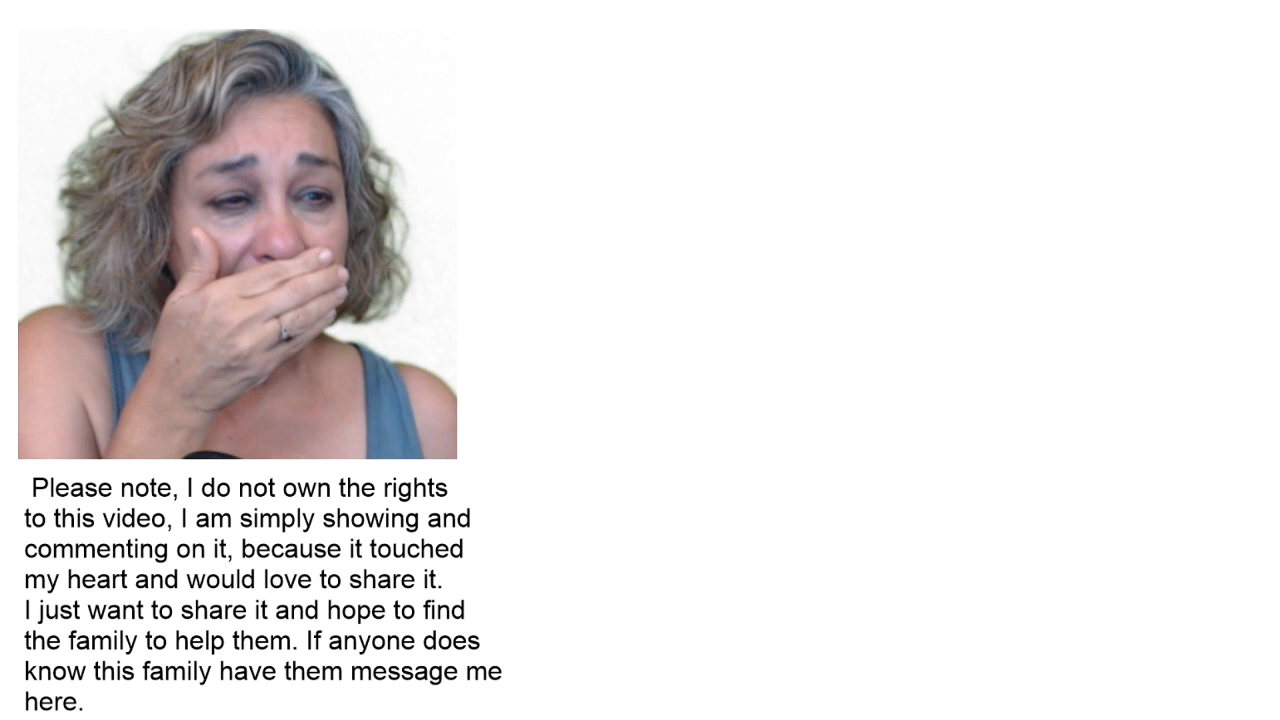 Please note, I do not own the rights
to this video, I am simply showing and
commenting on it, because it touched
my heart and would love to share it.
I just want to share it and hope to find
the family to help them. If anyone does
know this family have them message me
here.